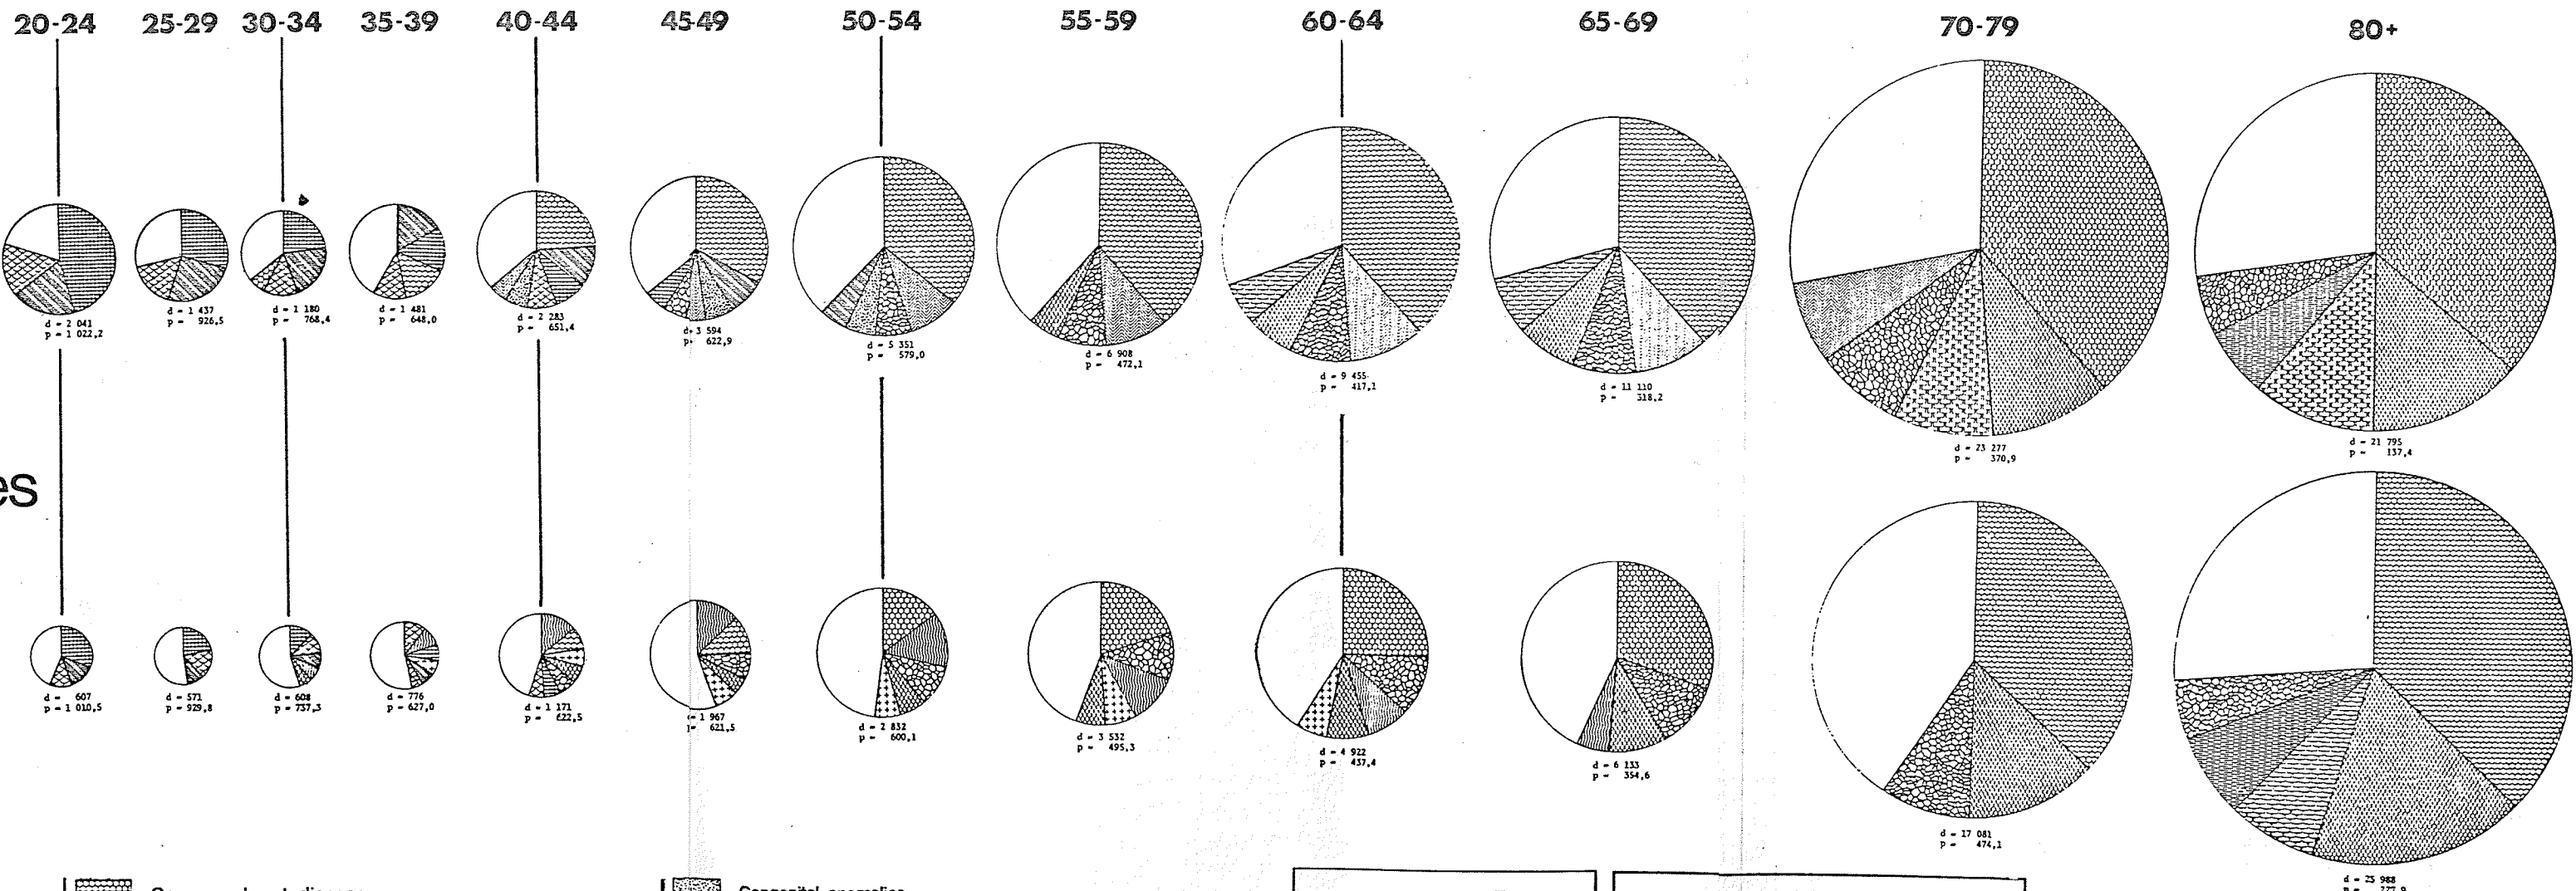 20-24 25-29 30-34 35-39 40-44 45-49 50-54 55-59 60-64 65-69 70-79 80+
d = 2 041
p = 1 022,2
d = 1 437
p = 926,5
d = 1 180
p = 768,4
d = 1 481
p = 648,0
d = 2 283
p = 651,4
d = 3 594
p = 622,9
d = 5 351
p = 579,0
d = 6 908
p = 472,1
d = 9 455
p = 417,1
d = 11 110
p = 318,2
d = 23 277
p = 370,9
d = 21 795
p = 137,4
es
d = 607
p = 1 010,5
d = 571
p = 929,8
d = 608
p = 737,3
d = 776
p = 627,0
d = 1 171
p = 622,5
= 1 967
p = 621,5
d = 2 832
p = 600,1
d = 3 532
p = 495,3
d = 4 922
p = 437,4
d = 6 133
p = 354,6
d = 17 081
p = 474,1
d = 25 988
p = 227,9
Congenital anomalies